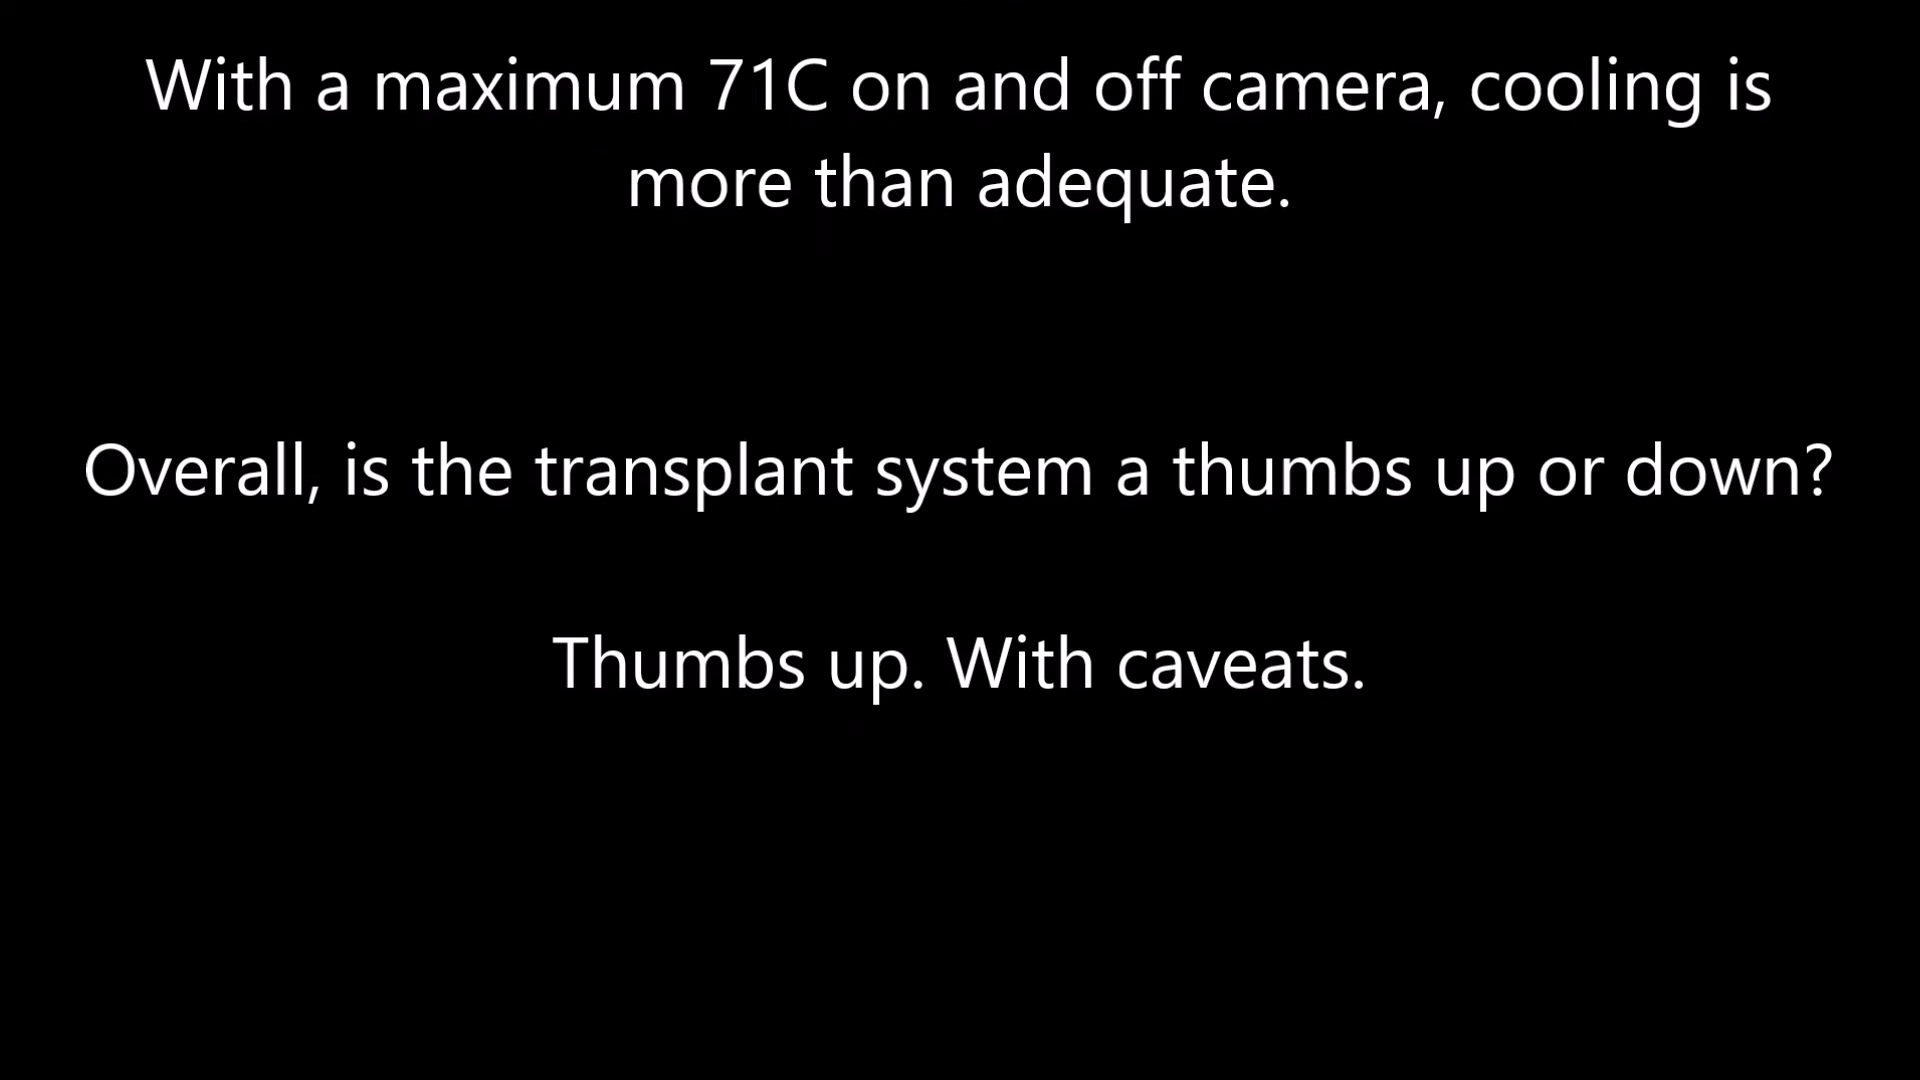 With a maximum 71C on and off camera, cooling is
more than adequate.
Overall, is the transplant system a thumbs up or down?
Thumbs up. With caveats.